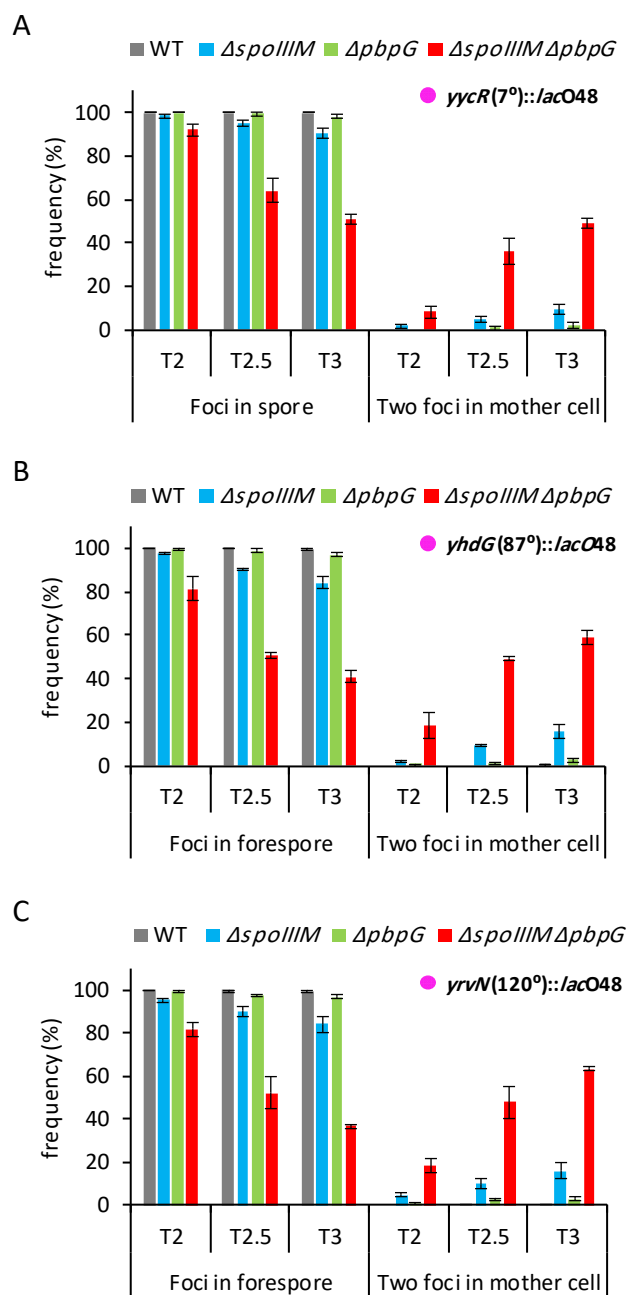 A
WT ΔspoIIIM ΔpbpG ΔspoIIIM ΔpbpG
yycR(7°)::lacO48
frequency (%)
100
80
60
40
20
0
T2 T2.5 T3 T2 T2.5 T3
Foci in spore Two foci in mother cell
B
WT ΔspoIIIM ΔpbpG ΔspoIIIM ΔpbpG
yhdG(87°)::lacO48
frequency (%)
100
80
60
40
20
0
T2 T2.5 T3 T2 T2.5 T3
Foci in forespore Two foci in mother cell
C
WT ΔspoIIIM ΔpbpG ΔspoIIIM ΔpbpG
yrvN(120°)::lacO48
frequency (%)
100
80
60
40
20
0
T2 T2.5 T3 T2 T2.5 T3
Foci in forespore Two foci in mother cell